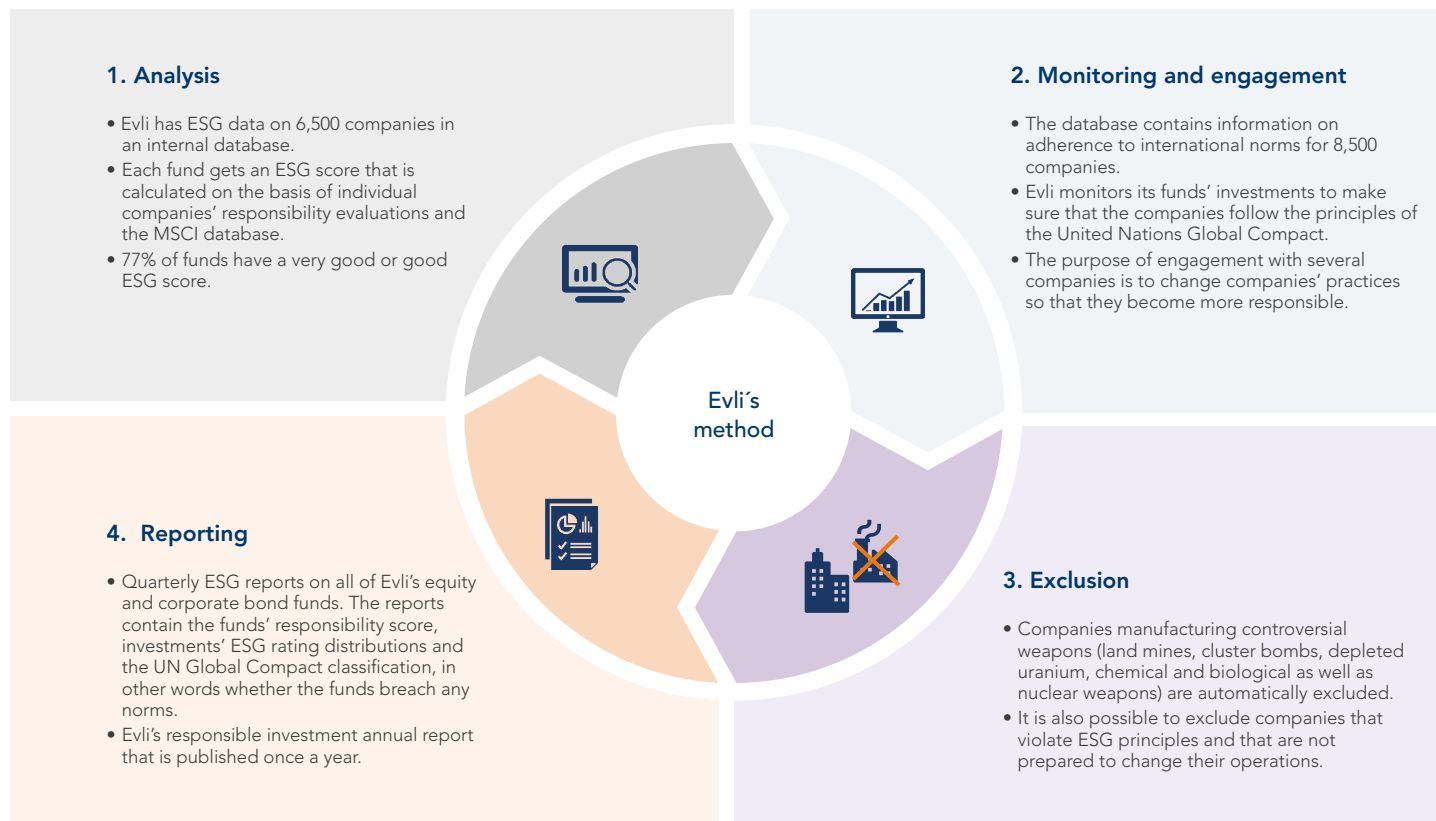 1. Analysis
• Evli has ESG data on 6,500 companies in
an internal database.
• Each fund gets an ESG score that is
calculated on the basis of individual
companies’ responsibility evaluations and
the MSCI database.
• 77% of funds have a very good or good
ESG score.
2. Monitoring and engagement
• The database contains information on
adherence to international norms for 8,500
companies.
• Evli monitors its funds’ investments to make
sure that the companies follow the principles of
the United Nations Global Compact.
• The purpose of engagement with several
companies is to change companies’ practices
so that they become more responsible.
Evli´s
method
3. Exclusion
• Companies manufacturing controversial
weapons (land mines, cluster bombs, depleted
uranium, chemical and biological as well as
nuclear weapons) are automatically excluded.
• It is also possible to exclude companies that
violate ESG principles and that are not
prepared to change their operations.
4. Reporting
• Quarterly ESG reports on all of Evli’s equity
and corporate bond funds. The reports
contain the funds’ responsibility score,
investments’ ESG rating distributions and
the UN Global Compact classification, in
other words whether the funds breach any
norms.
• Evli’s responsible investment annual report
that is published once a year.